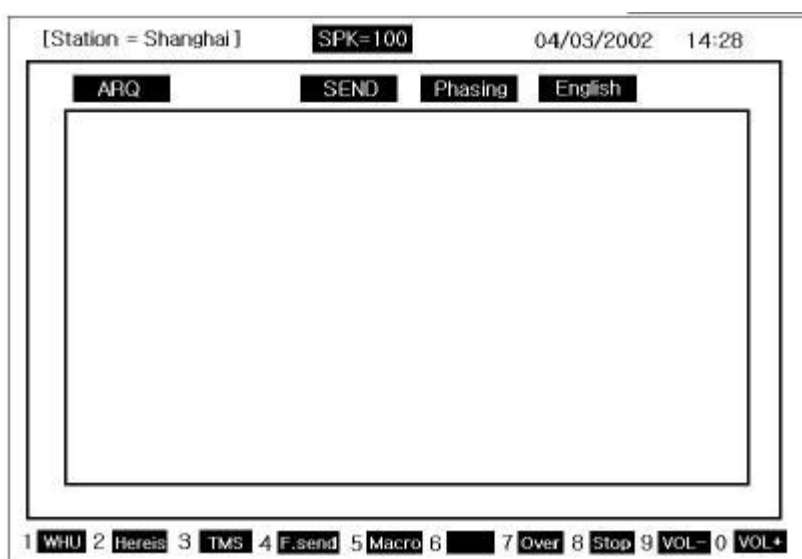 [Station = Shanghai] SPK=100 04/03/2002 14:28
ARQ SEND Phasing English
1 WHU 2 Hereis 3 TMS 4 F.send 5 Macro 6 7 Over 8 Stop 9 VOL- 0 VOL+